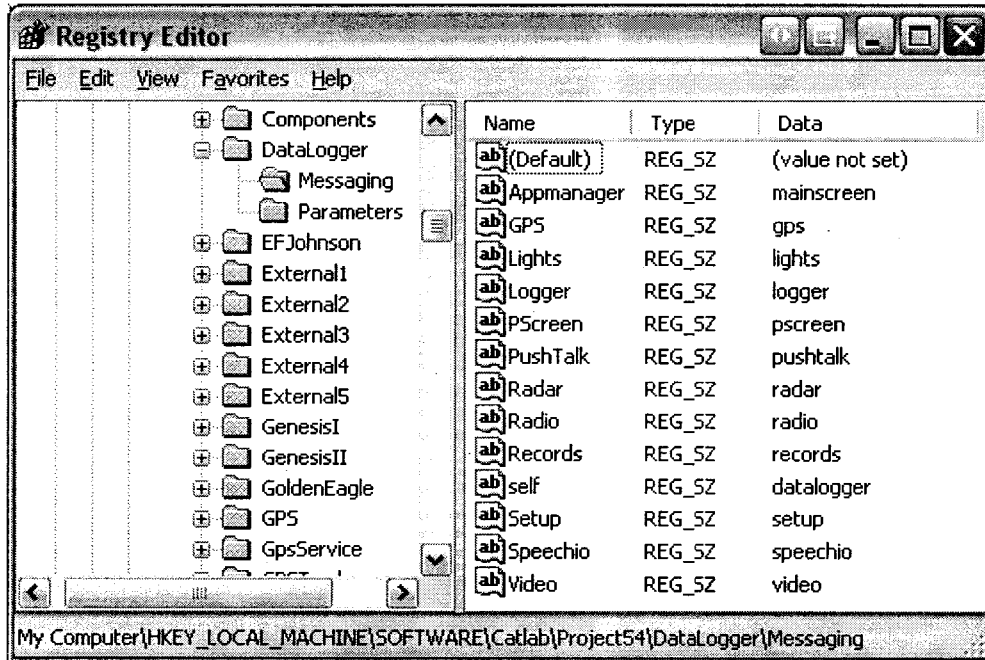 Registry Editor
File Edit View Favorites Help
Components
DataLogger
Messaging
Parameters
EFJohnson
External1
External2
External3
External4
External5
GenesisI
GenesisII
GoldenEagle
GPS
GpsService
Name Type Data
(Default) REG_SZ (value not set)
Appmanager REG_SZ mainscreen
GPS REG_SZ gps
Lights REG_SZ lights
Logger REG_SZ logger
PScreen REG_SZ pscreen
PushTalk REG_SZ pushtalk
Radar REG_SZ radar
Radio REG_SZ radio
Records REG_SZ records
self REG_SZ datalogger
Setup REG_SZ setup
Speechio REG_SZ speechio
Video REG_SZ video
My Computer\HKEY_LOCAL_MACHINE\SOFTWARE\Catlab\Project54\DataLogger\Messaging